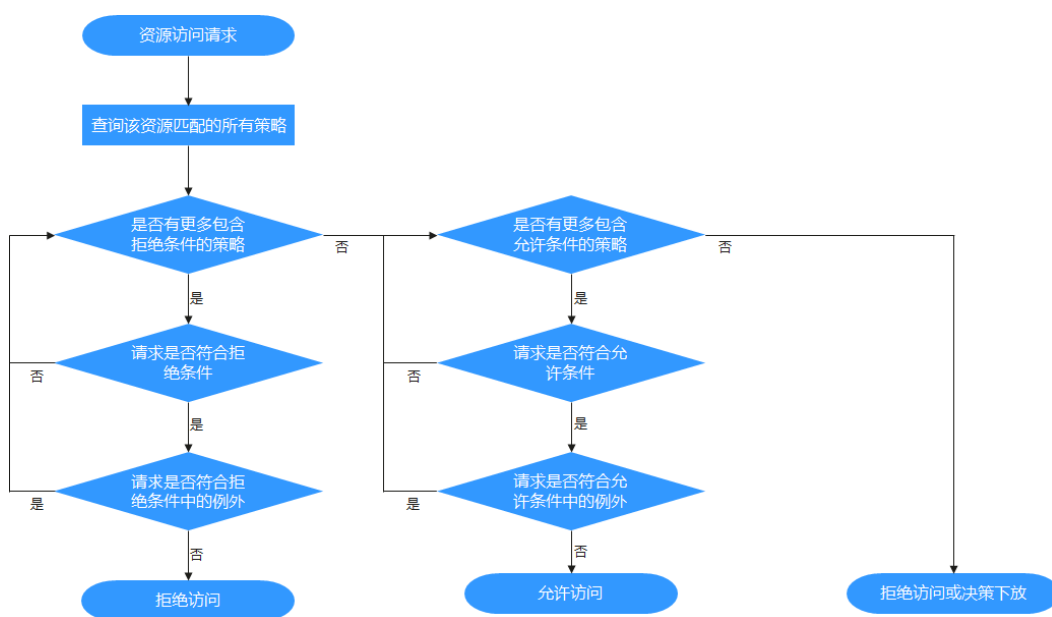 资源访问请求
查询该资源匹配的所有策略
是否有更多包含
拒绝条件的策略
否
是否有更多包含
允许条件的策略
否
是
是
请求是否符合拒
绝条件
否
请求是否符合允
许条件
否
是
是
请求是否符合拒
绝条件中的例外
是
请求是否符合允
许条件中的例外
是
否
否
拒绝访问
允许访问
拒绝访问或决策下放